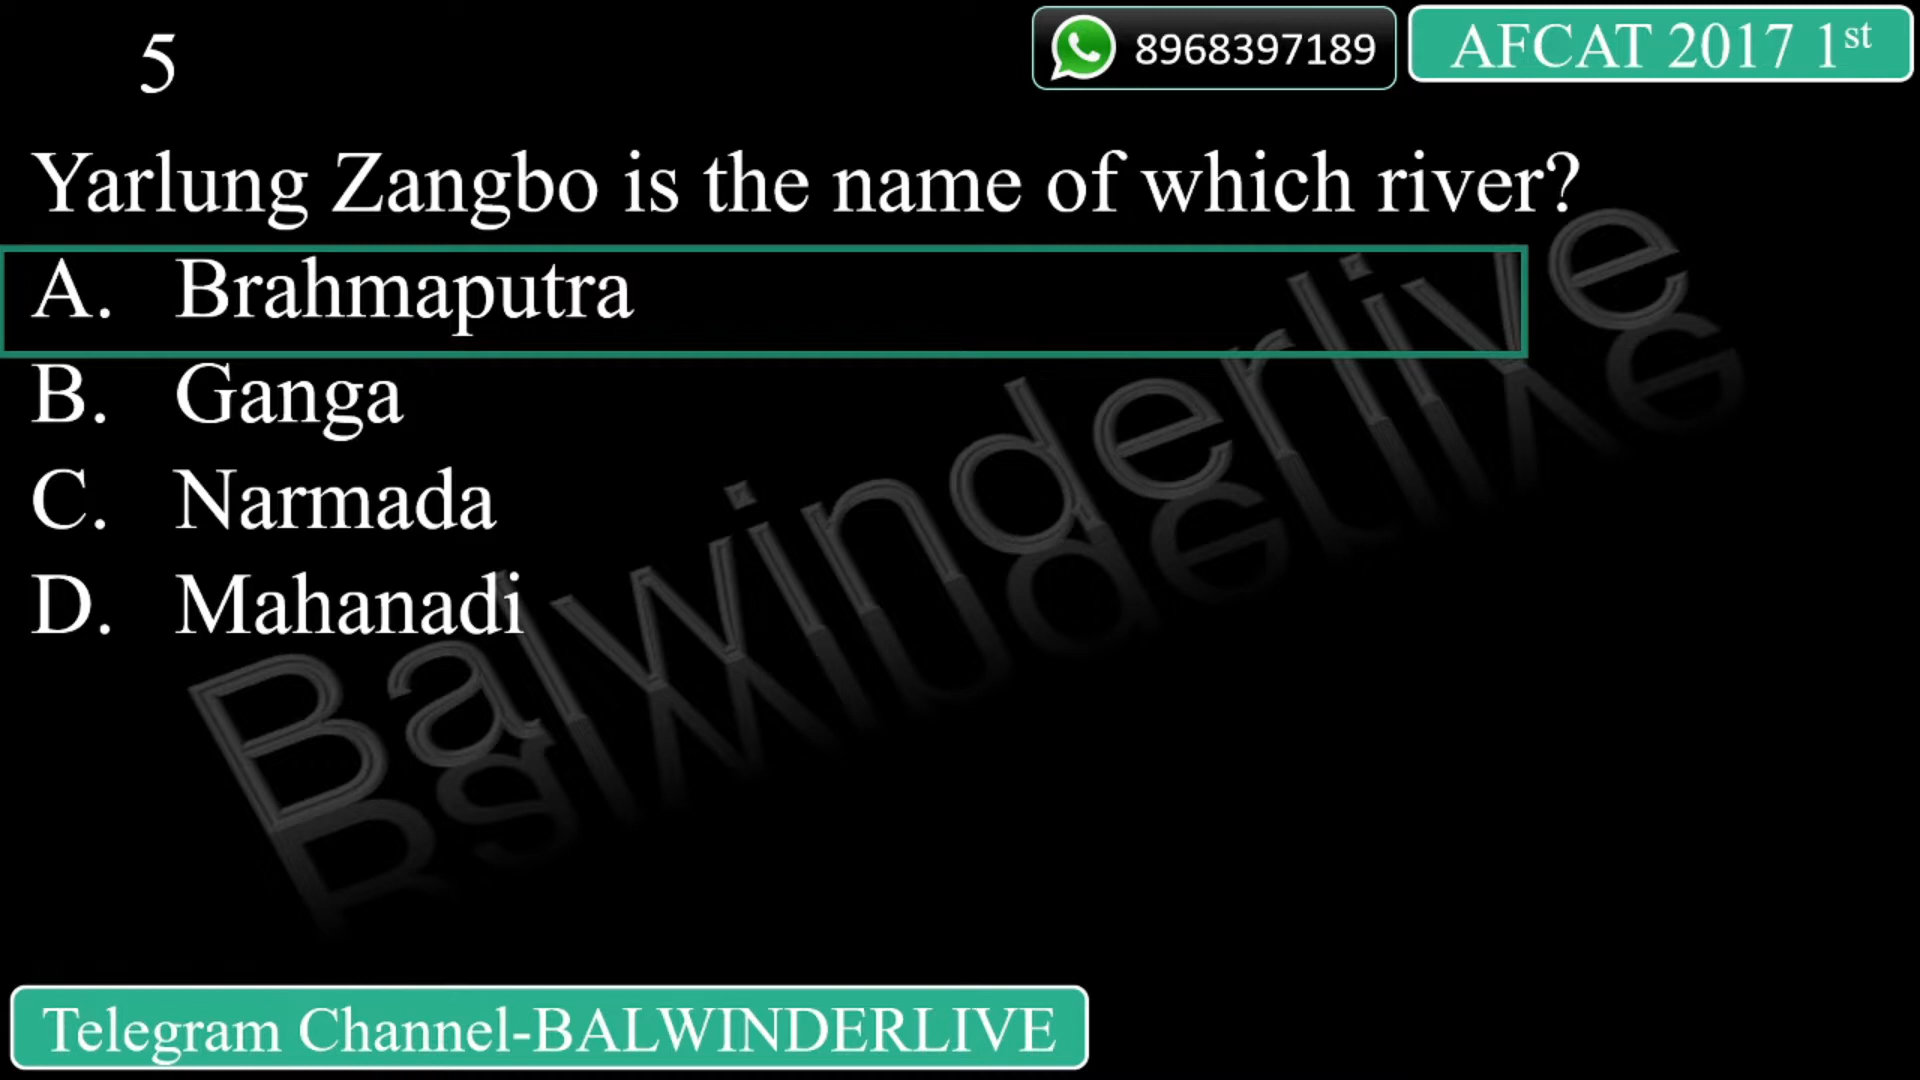 5
8968397189
AFCAT 2017 1st
Yarlung Zangbo is the name of which river?
A. Brahmaputra
B. Ganga
C. Narmada
D. Mahanadi
Balwinderlive
Telegram Channel-BALWINDERLIVE